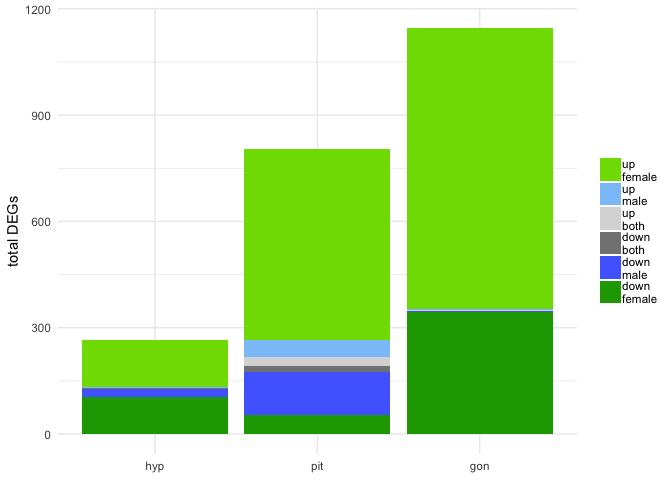 1200
900
600
300
0
total DEGs
hyp
pit
gon
up
female
up
male
up
both
down
both
down
male
down
female